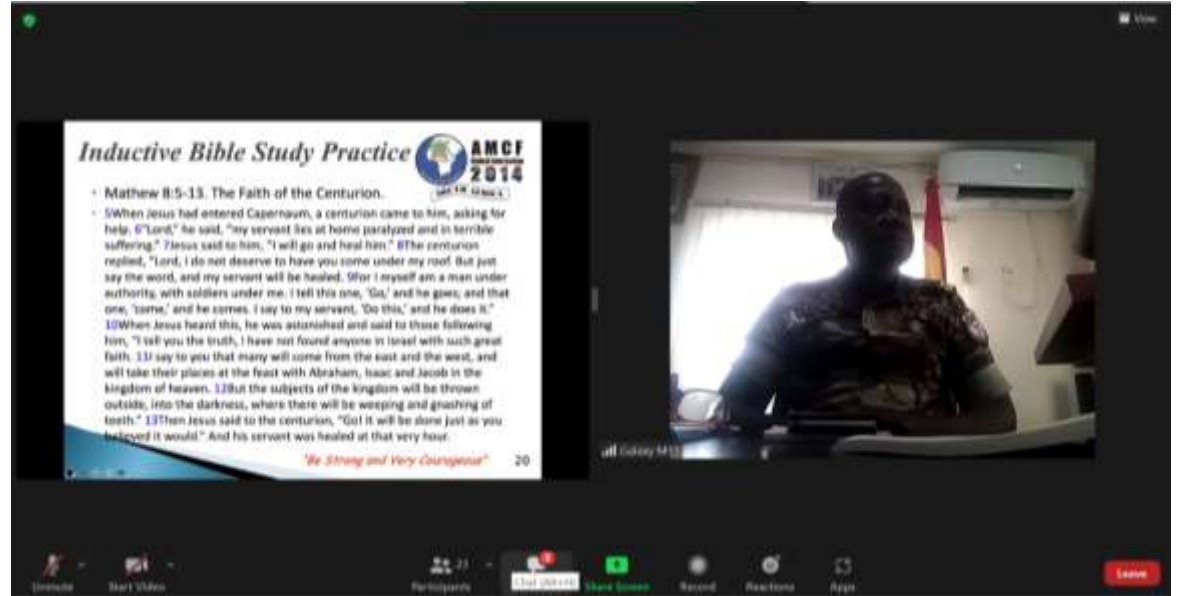 View
Inductive Bible Study Practice
AMCF
2014
• Mathew 8:5-13. The Faith of the Centurion.
• 5When Jesus had entered Capernaum, a centurion came to him, asking for
help. 6"Lord," he said, "my servant lies at home paralyzed and in terrible
suffering." 7Jesus said to him, "I will go and heal him." 8The centurion
replied, "Lord, I do not deserve to have you come under my roof. But just
say the word, and my servant will be healed. 9For I myself am a man under
authority, with soldiers under me. I tell this one, 'Go,' and he goes; and that
one, 'come,' and he comes. I say to my servant, 'Do this,' and he does it."
10When Jesus heard this, he was astonished and said to those following
him, "I tell you the truth, I have not found anyone in Israel with such great
faith. 11I say to you that many will come from the east and the west, and
will take their places at the feast with Abraham, Isaac and Jacob in the
kingdom of heaven. 12But the subjects of the kingdom will be thrown
outside, into the darkness, where there will be weeping and gnashing of
teeth." 13Then Jesus said to the centurion, "Go! It will be done just as you
believed it would." And his servant was healed at that very hour.
"Be Strong and Very Courageous" 20
Galaxy
Unmute
Start Video
Participants
21
Chat (Alt+H)
Share Screen
Record
Reactions
Apps
Leave